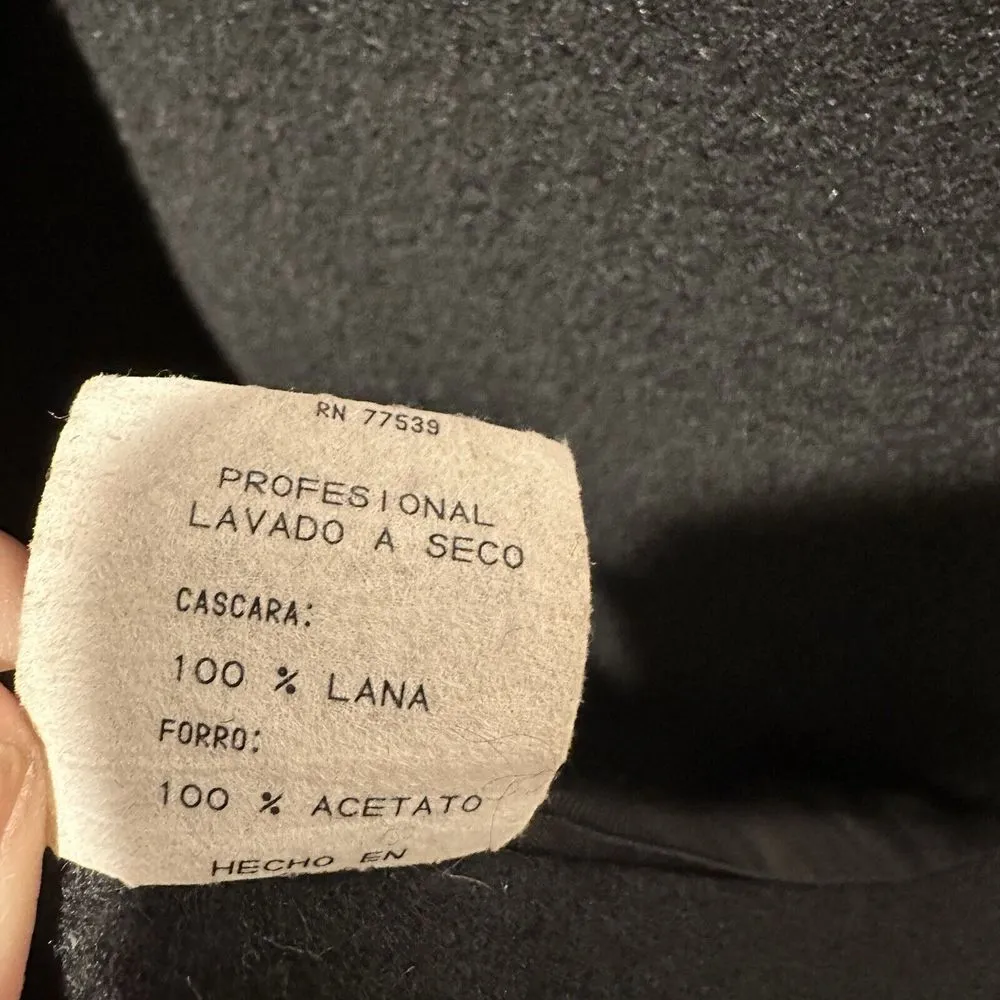 RN 77539
PROFESIONAL
LAVADO A SECO
CASCARA:
100 % LANA
FORRO:
100 % ACETATO
HECHO EN